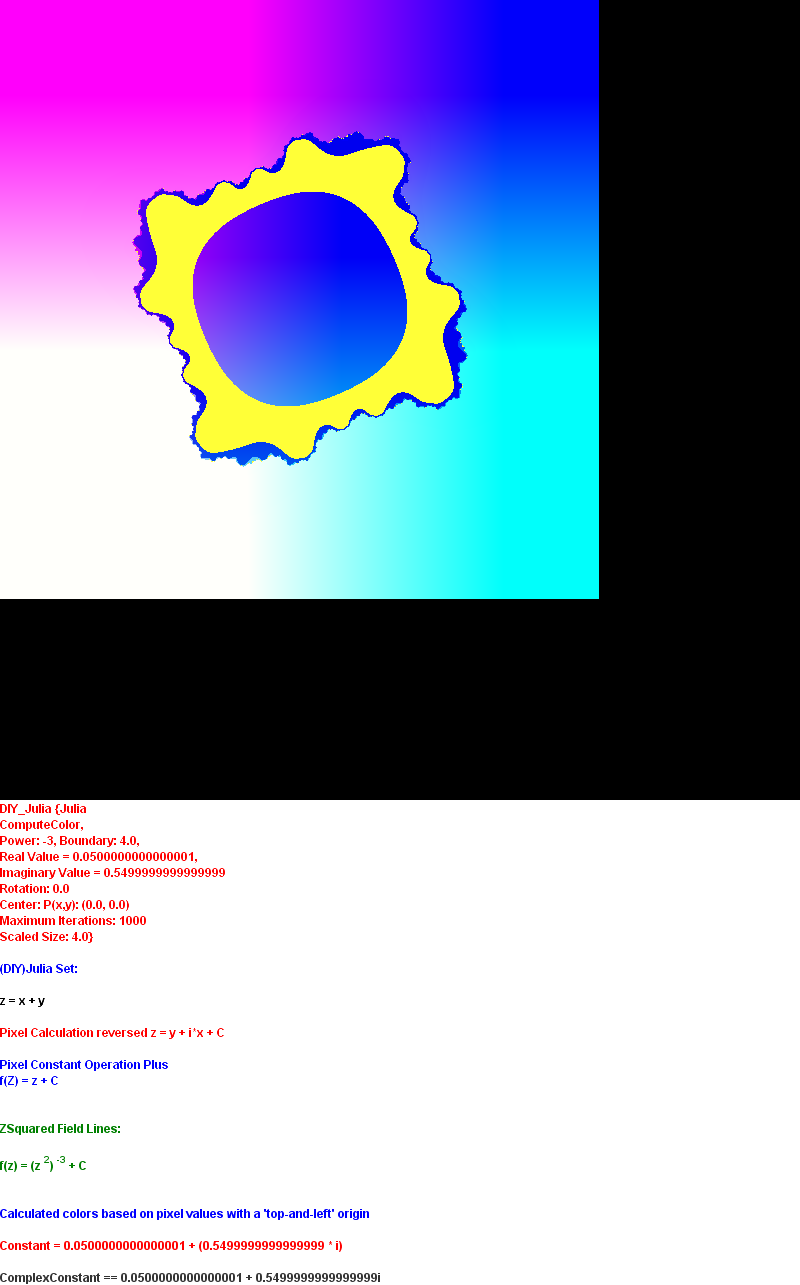 DIY_Julia {Julia
ComputeColor,
Power: -3, Boundary: 4.0,
Real Value = 0.0500000000000001,
Imaginary Value = 0.5499999999999999
Rotation: 0.0
Center: P(x,y): (0.0, 0.0)
Maximum Iterations: 1000
Scaled Size: 4.0}
(DIY)Julia Set:
z = x + y
Pixel Calculation reversed z = y + i*x + C
Pixel Constant Operation Plus
f(Z) = z + C
ZSquared Field Lines:
f(z) = (z 2) -3 + C
Calculated colors based on pixel values with a 'top-and-left' origin
Constant = 0.0500000000000001 + (0.5499999999999999 * i)
ComplexConstant == 0.0500000000000001 + 0.5499999999999999i